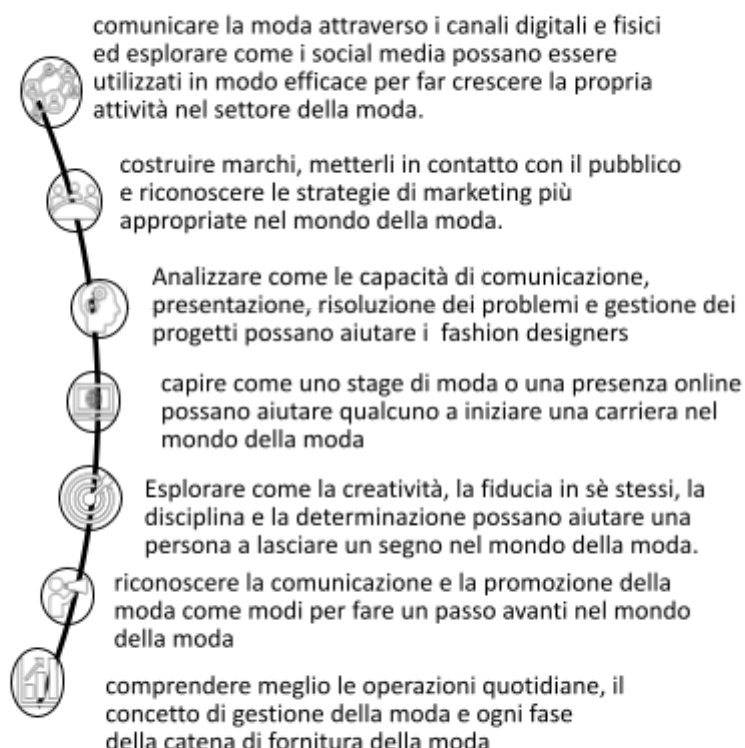 comunicare la moda attraverso i canali digitali e fisici
ed esplorare come i social media possano essere
utilizzati in modo efficace per far crescere la propria
attività nel settore della moda.
costruire marchi, metterli in contatto con il pubblico
e riconoscere le strategie di marketing più
appropriate nel mondo della moda.
Analizzare come le capacità di comunicazione,
presentazione, risoluzione dei problemi e gestione dei
progetti possano aiutare i  fashion designers
capire come uno stage di moda o una presenza online
possano aiutare qualcuno a iniziare una carriera nel
mondo della moda
Esplorare come la creatività, la fiducia in sè stessi, la
disciplina e la determinazione possano aiutare una
persona a lasciare un segno nel mondo della moda.
riconoscere la comunicazione e la promozione della
moda come modi per fare un passo avanti nel mondo
della moda
comprendere meglio le operazioni quotidiane, il
concetto di gestione della moda e ogni fase
della catena di fornitura della moda